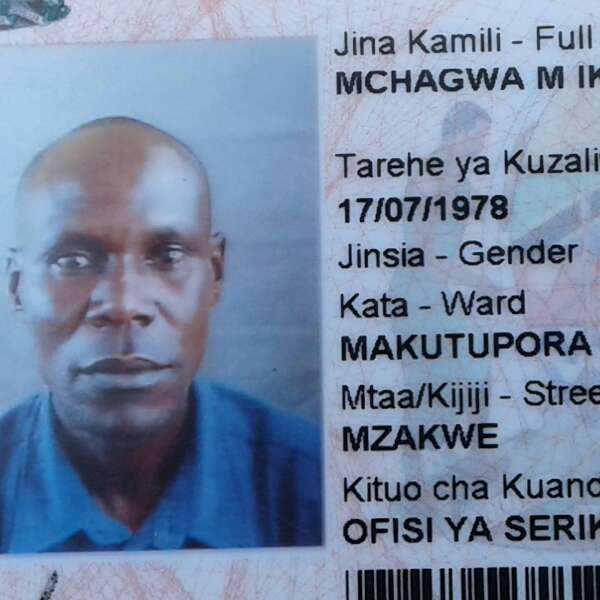 Jina Kamili - Full
MCHAGWA M IK
Tarehe ya Kuzali
17/07/1978
Jinsia - Gender
Kata - Ward
MAKUTUPORA
Mtaa/Kijiji - Stree
MZAKWE
Kituo cha Kuand
OFISI YA SERIK